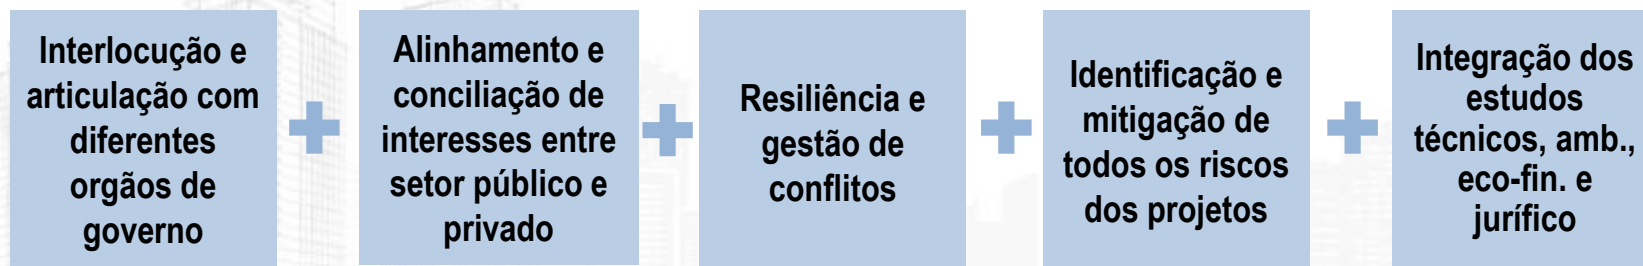 Interlocução e
articulação com
diferentes
orgãos de
governo
Alinhamento e
conciliação de
interesses entre
setor público e
privado
Resiliência e
gestão de
conflitos
Identificação e
mitigação de
todos os riscos
dos projetos
Integração dos
estudos
técnicos, amb.,
eco-fin. e
jurífico